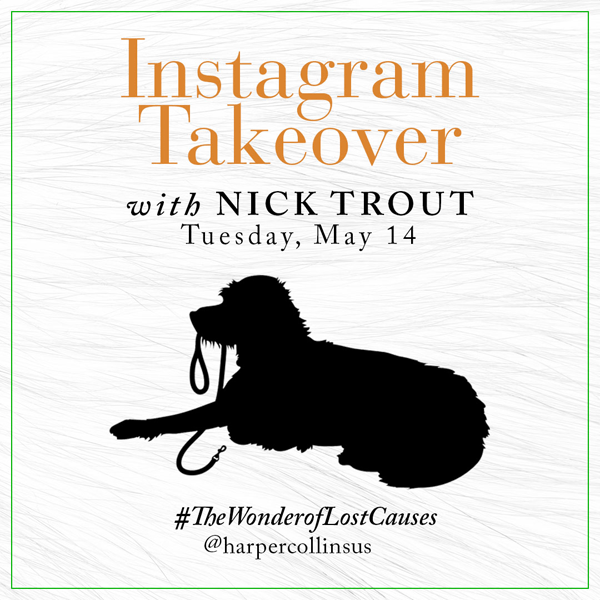 Instagram
Takeover
with NICK TROUT
Tuesday, May 14
#TheWonderofLostCauses
@harpercollinsus